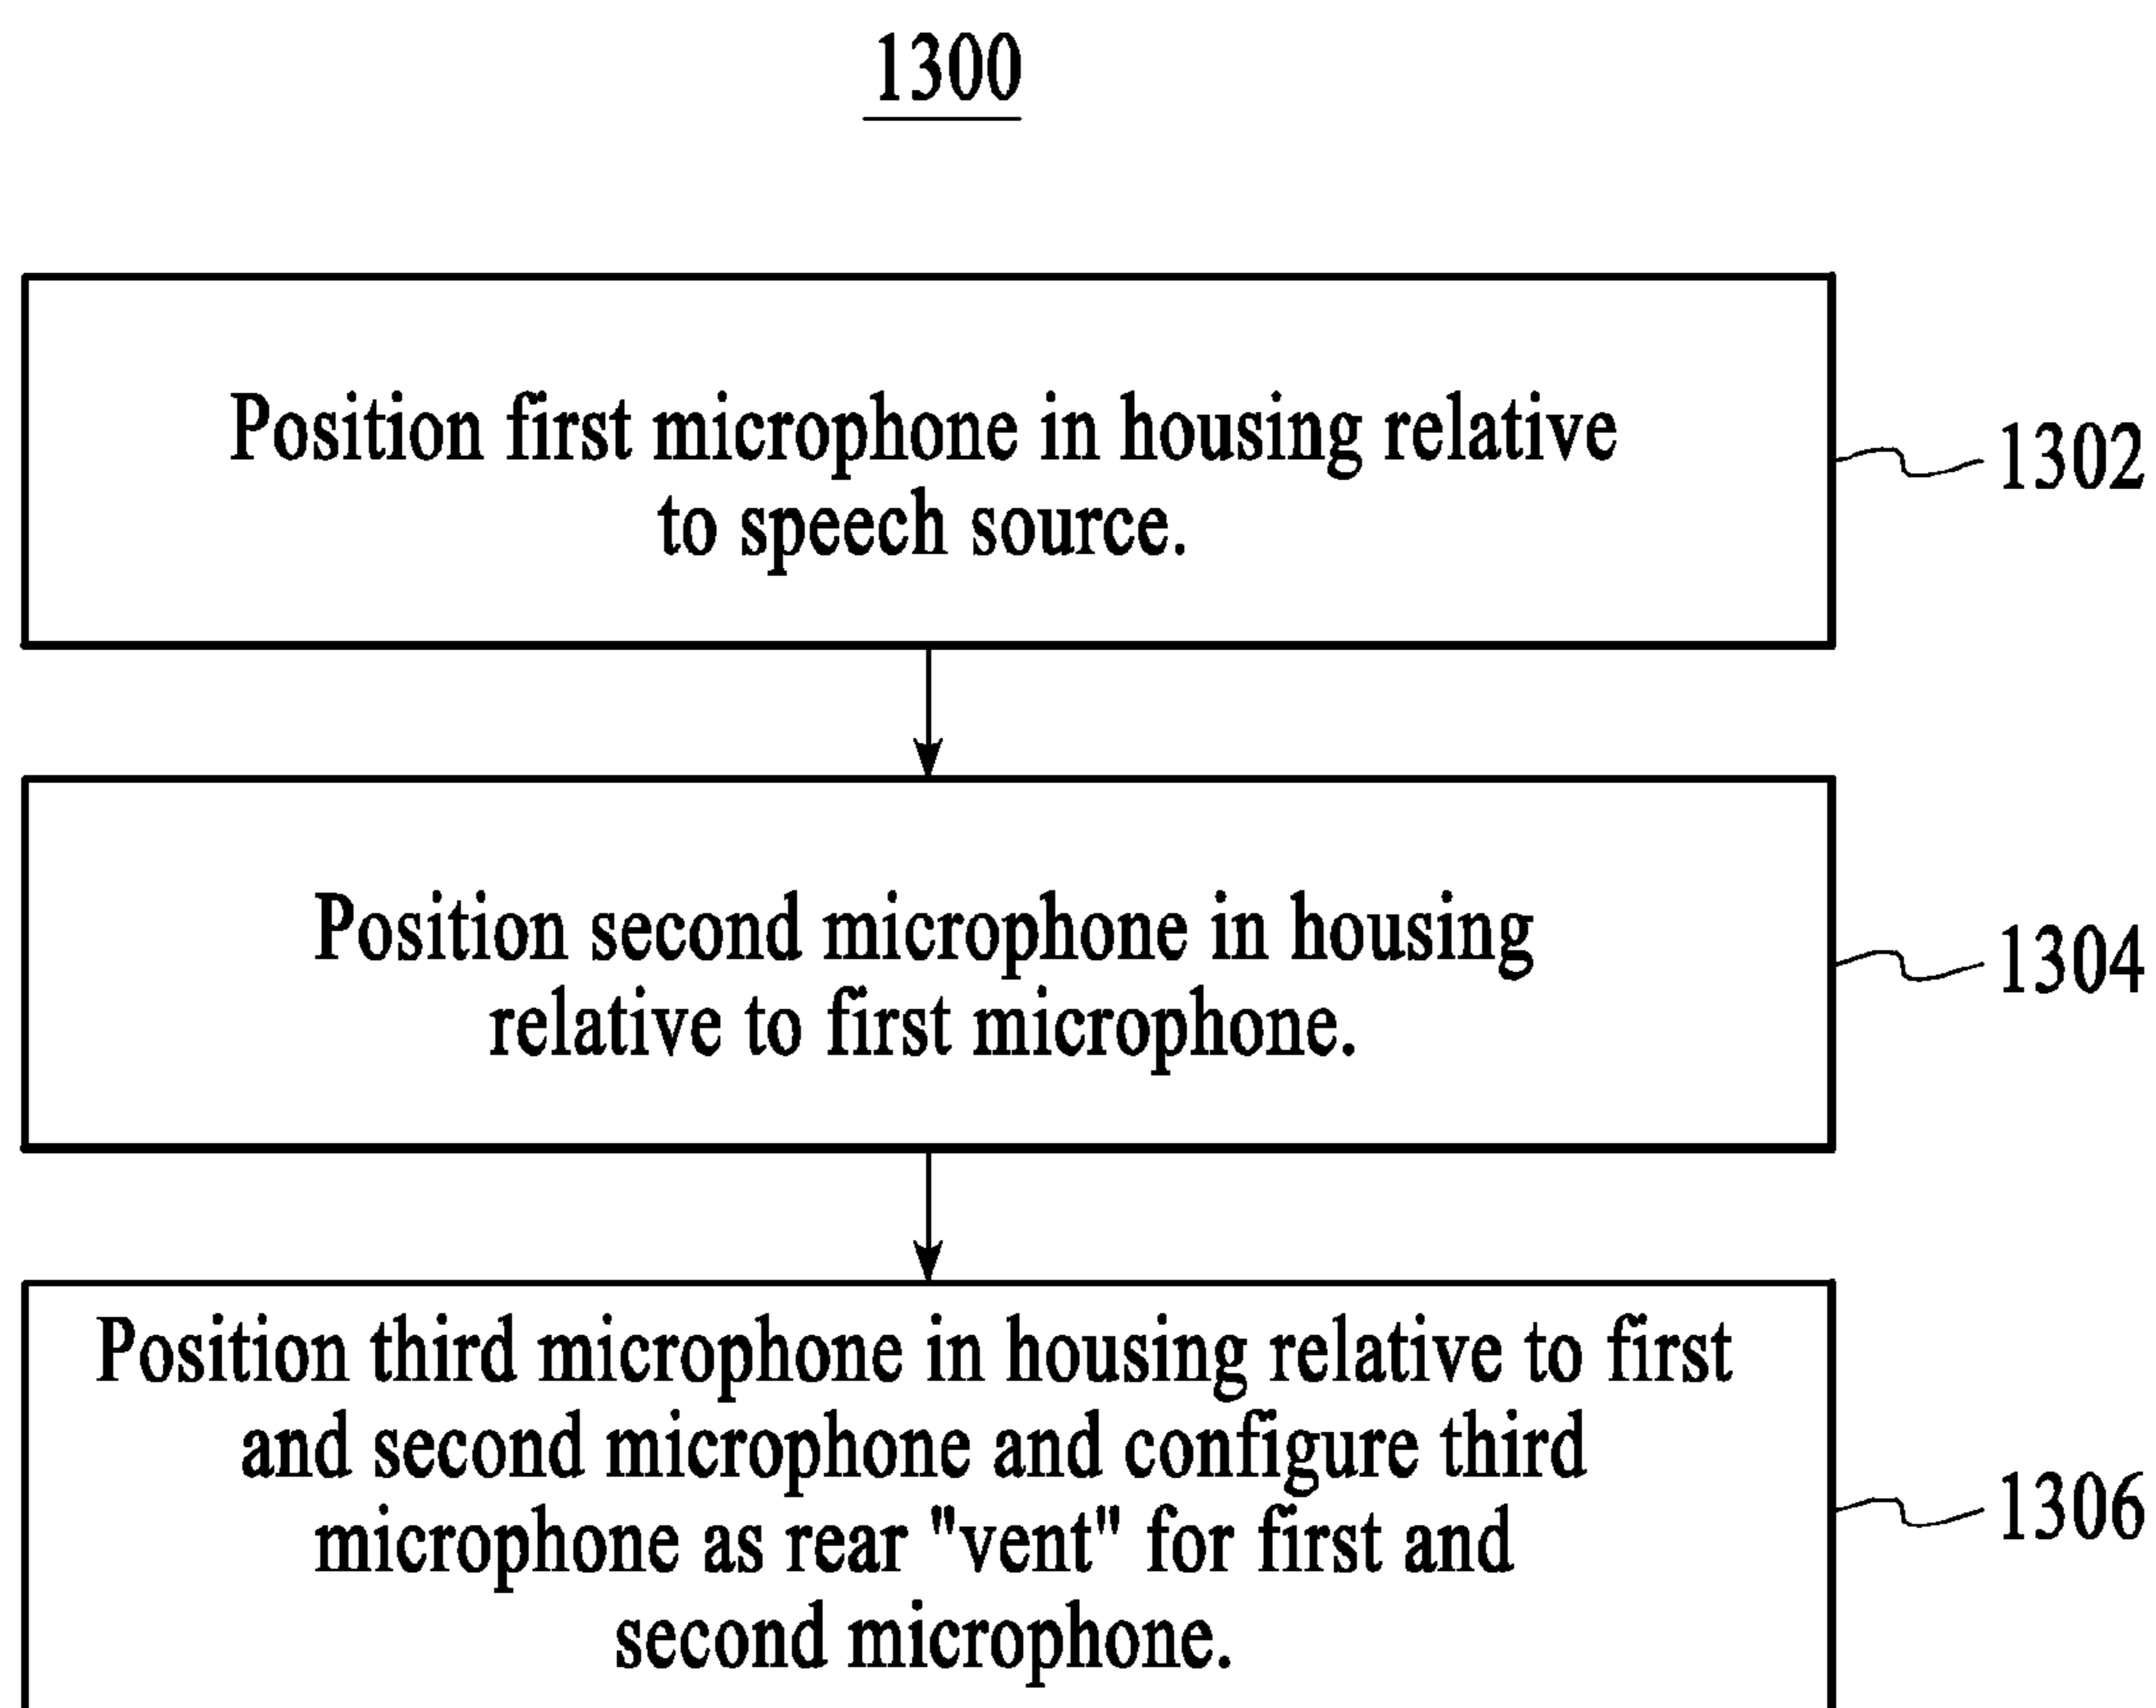 1300
Position first microphone in housing relative
to speech source.
1302
Position second microphone in housing
relative to first microphone.
1304
Position third microphone in housing relative to first
and second microphone and configure third
microphone as rear "vent" for first and
second microphone.
1306